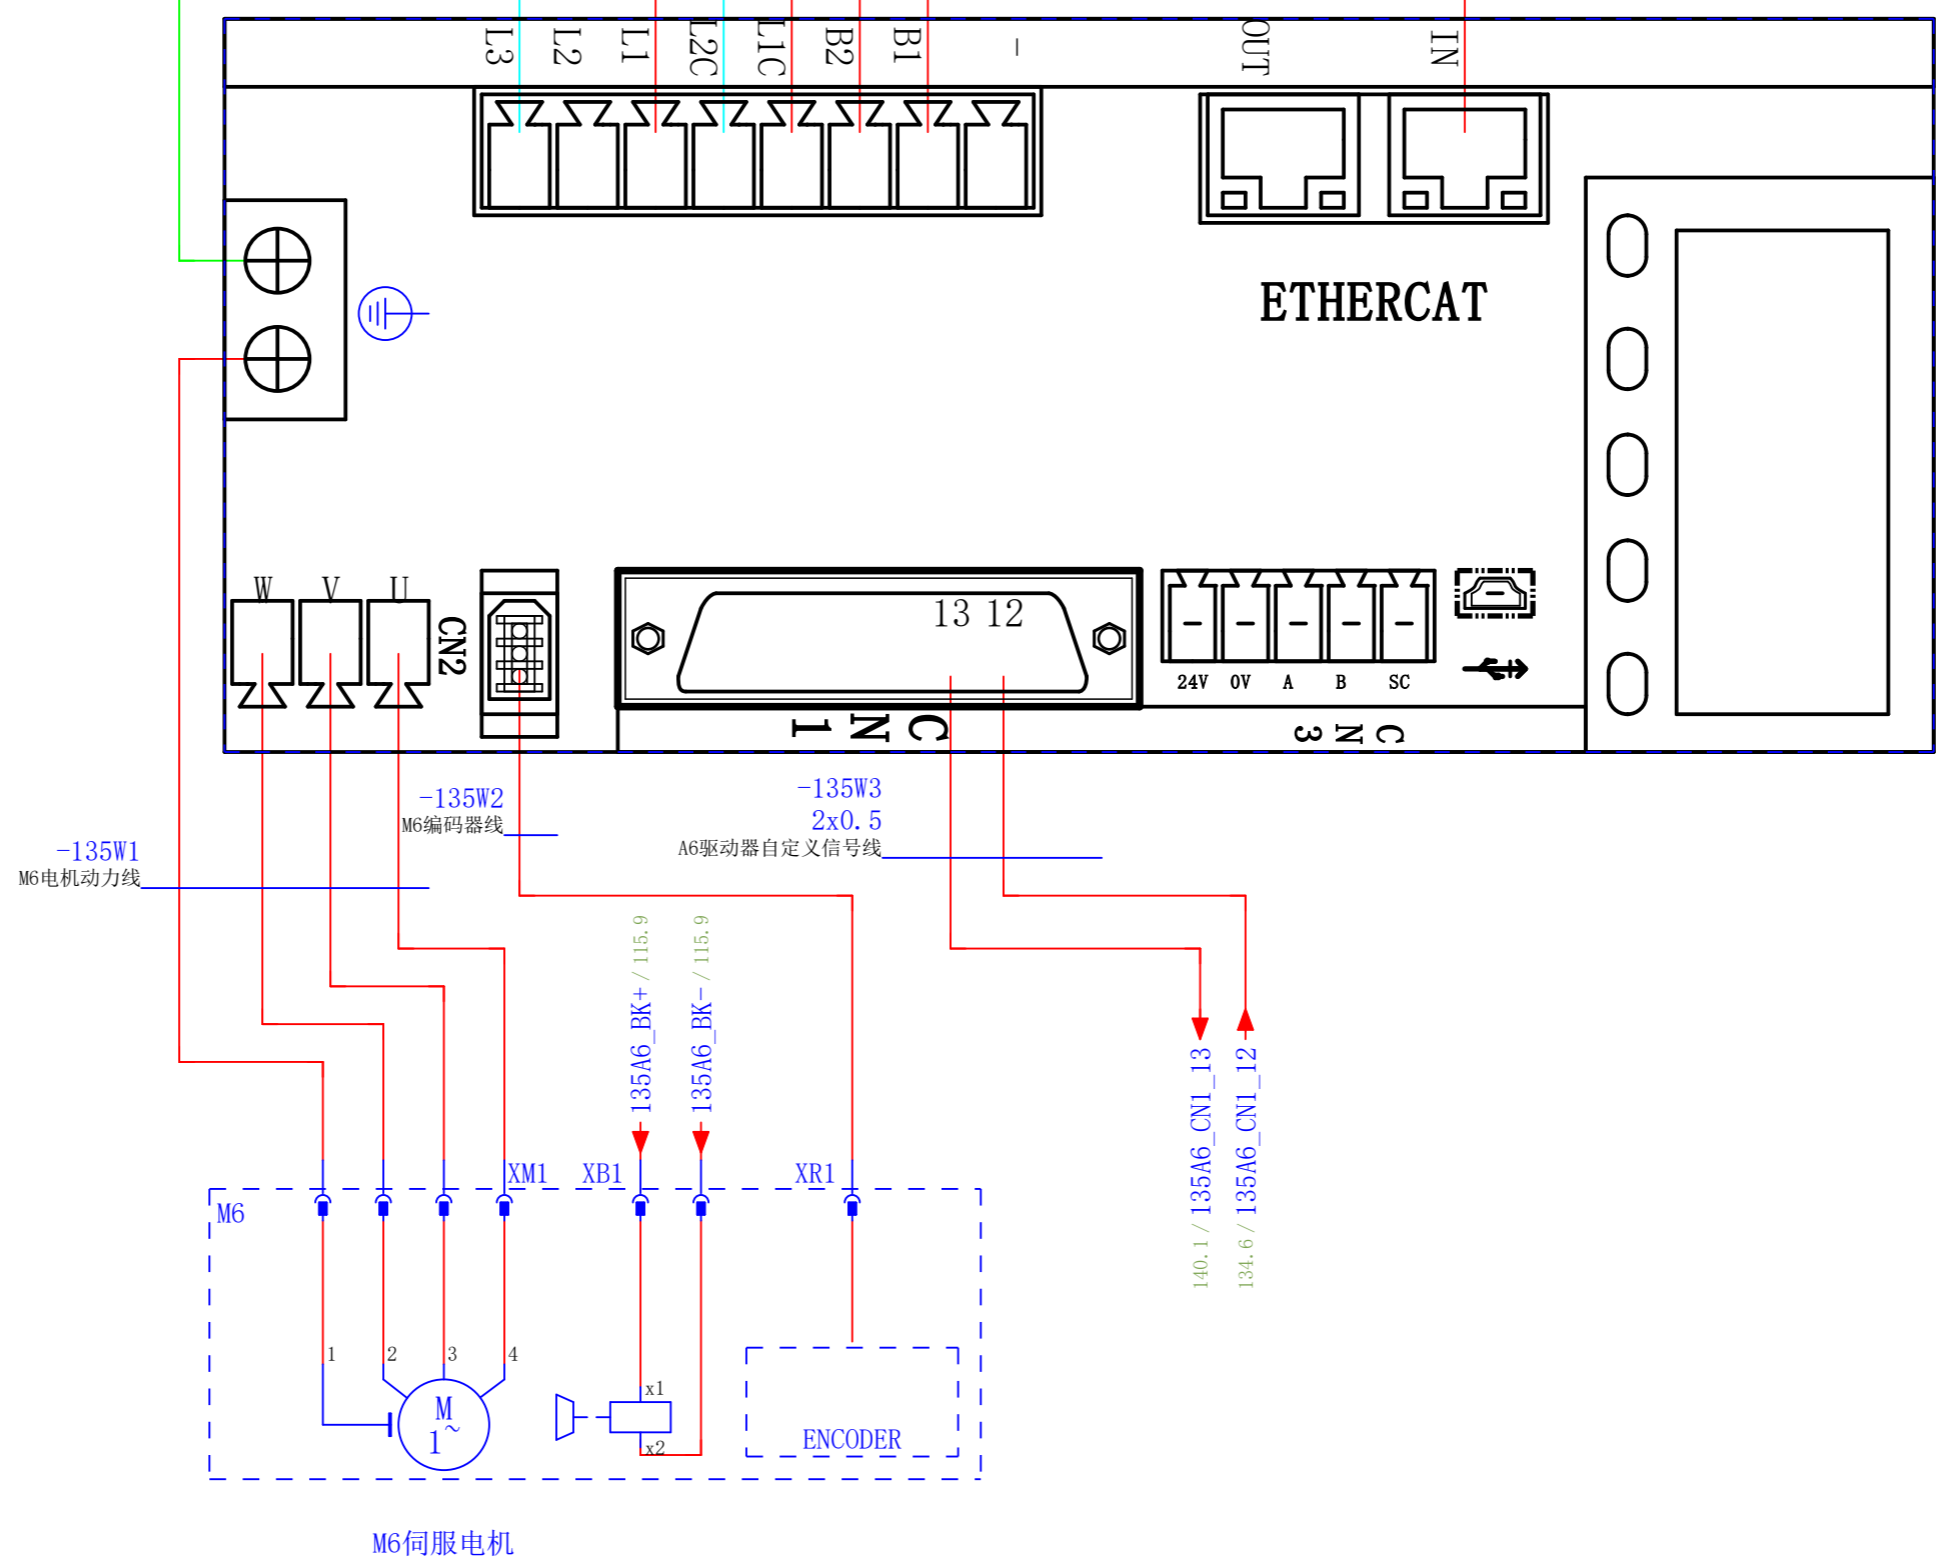 L3
L2
L1
L2C
L1C
B2
B1
-
OUT
IN
ETHERCAT
W
V
U
CN2
13 12
24V
0V
A
B
SC
CN1
CN3
-135W1
M6电机动力线
-135W2
M6编码器线
-135W3
2x0.5
A6驱动器自定义信号线
135A6_BK+ / 115.9
135A6_BK- / 115.9
140.1 / 135A6_CN1_13
134.6 / 135A6_CN1_12
XM1
XB1
XR1
M6
1
2
3
4
M
1~
x1
x2
ENCODER
M6伺服电机